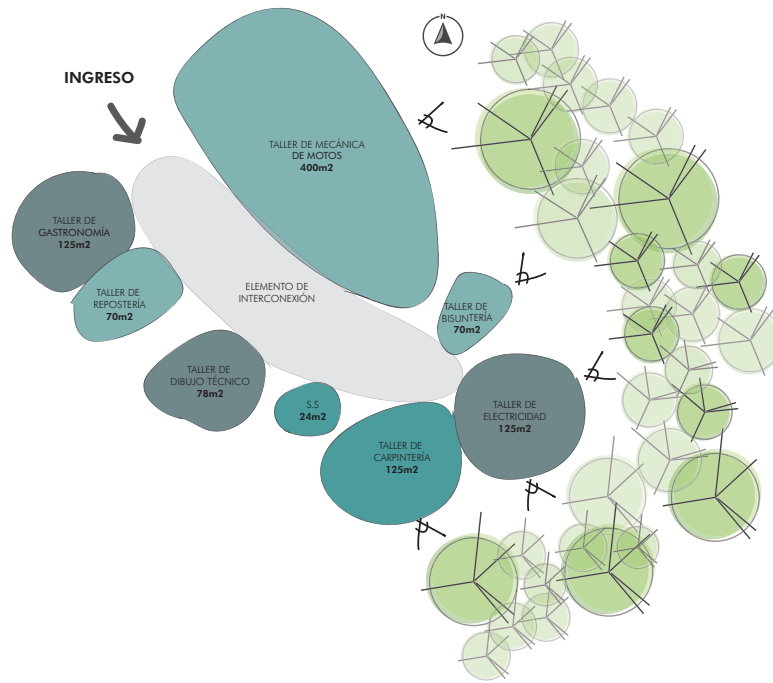 N
INGRESO
TALLER DE MECÁNICA
DE MOTOS
400m2
TALLER DE
GASTRONOMÍA
125m2
TALLER DE
REPOSTERÍA
70m2
ELEMENTO DE
INTERCONEXIÓN
TALLER DE
BISUNTERÍA
70m2
TALLER DE
DIBUJO TÉCNICO
78m2
S.S
24m2
TALLER DE
ELECTRICIDAD
125m2
TALLER DE
CARPINTERÍA
125m2